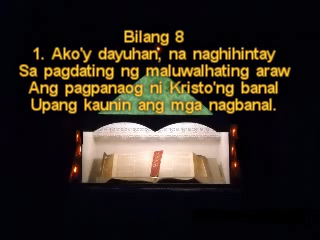 Bilang 8
1. Ako'y dayuhan, na naghihintay
Sa pagdating ng maluwalhating araw
Ang pagpanaog ni Kristo'ng banal
Upang kaunin ang mga nagbanal.